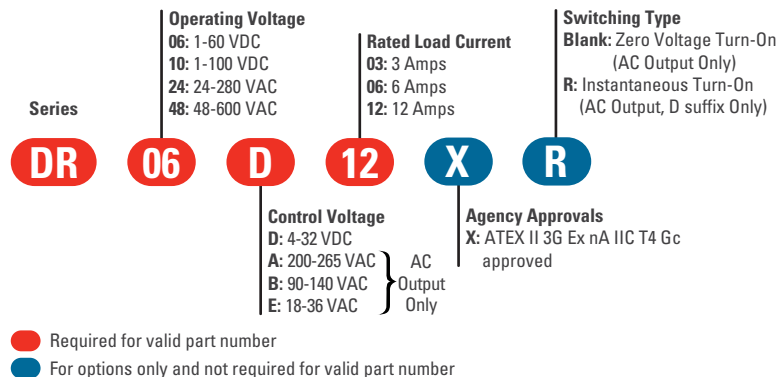 Operating Voltage
06: 1-60 VDC
10: 1-100 VDC
24: 24-280 VAC
48: 48-600 VAC
Rated Load Current
03: 3 Amps
06: 6 Amps
12: 12 Amps
Switching Type
Blank: Zero Voltage Turn-On
(AC Output Only)
R: Instantaneous Turn-On
(AC Output, D suffix Only)
Series
DR 06 D 12 X R
Control Voltage
D: 4-32 VDC
A: 200-265 VAC
B: 90-140 VAC
E: 18-36 VAC
AC
Output
Only
Agency Approvals
X: ATEX II 3G Ex nA IIC T4 Gc
approved
Required for valid part number
For options only and not required for valid part number